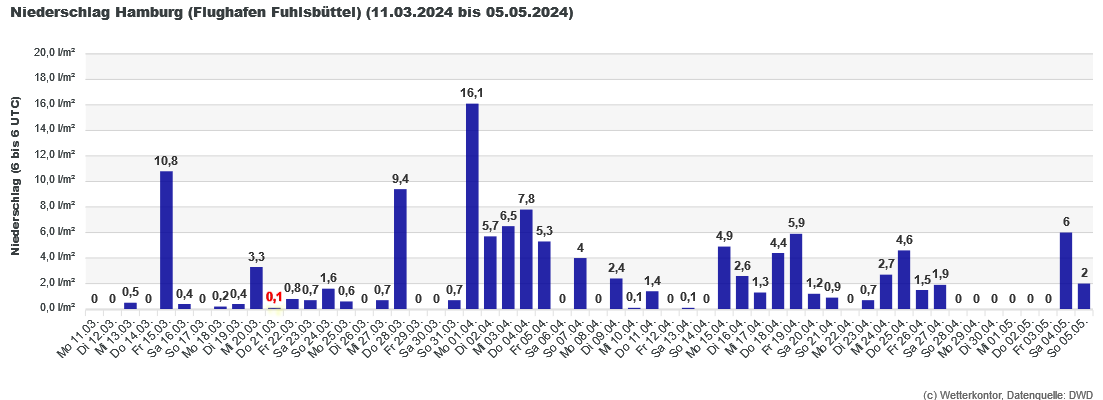 Niederschlag Hamburg (Flughafen Fuhlsbüttel) (11.03.2024 bis 05.05.2024)
Niederschlag (6 bis 6 UTC)
20,0 l/m²
18,0 l/m²
16,0 l/m²
14,0 l/m²
12,0 l/m²
10,0 l/m²
8,0 l/m²
6,0 l/m²
4,0 l/m²
2,0 l/m²
0,0 l/m²
0 0 0,5 0 10,8 0,4 0 0,2 0,4 3,3 0,1 0,8 0,7 1,6 0,6 0 0,7 9,4 0 0 0,7 16,1 5,7 6,5 7,8 5,3 0 4 0 2,4 0,1 1,4 0 0,1 0 4,9 2,6 1,3 4,4 5,9 1,2 0,9 0 0,7 2,7 4,6 1,5 1,9 0 0 0 0 0 0 6 2
Mo 11.03.
Di 12.03.
Mi 13.03.
Do 14.03.
Fr 15.03.
Sa 16.03.
So 17.03.
Mo 18.03.
Di 19.03.
Mi 20.03.
Do 21.03.
Fr 22.03.
Sa 23.03.
So 24.03.
Mo 25.03.
Di 26.03.
Mi 27.03.
Do 28.03.
Fr 29.03.
Sa 30.03.
So 31.03.
Mo 01.04.
Di 02.04.
Mi 03.04.
Do 04.04.
Fr 05.04.
Sa 06.04.
So 07.04.
Mo 08.04.
Di 09.04.
Mi 10.04.
Do 11.04.
Fr 12.04.
Sa 13.04.
So 14.04.
Mo 15.04.
Di 16.04.
Mi 17.04.
Do 18.04.
Fr 19.04.
Sa 20.04.
So 21.04.
Mo 22.04.
Di 23.04.
Mi 24.04.
Do 25.04.
Fr 26.04.
Sa 27.04.
So 28.04.
Mo 29.04.
Di 30.04.
Mi 01.05.
Do 02.05.
Fr 03.05.
Sa 04.05.
So 05.05.
(c) Wetterkontor, Datenquelle: DWD